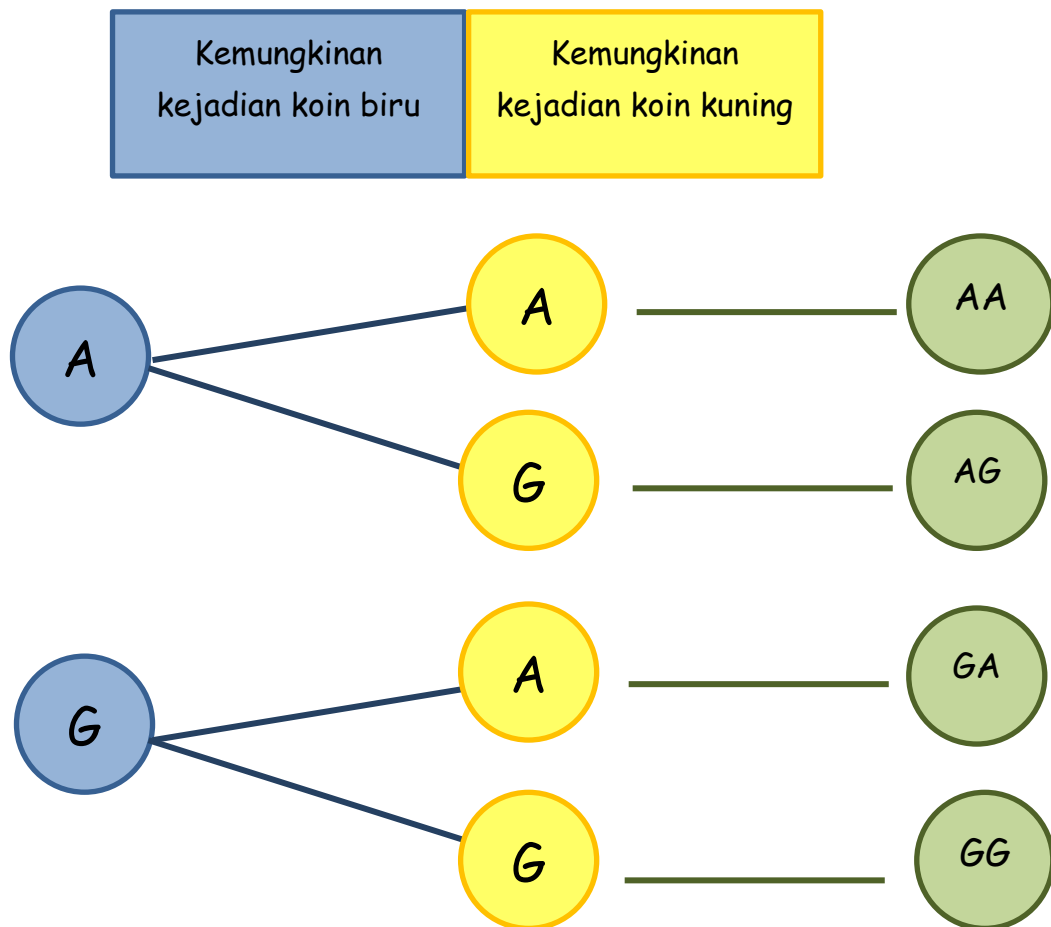 Kemungkinan
kejadian koin biru
Kemungkinan
kejadian koin kuning
A
A
AA
G
AG
G
A
GA
G
GG